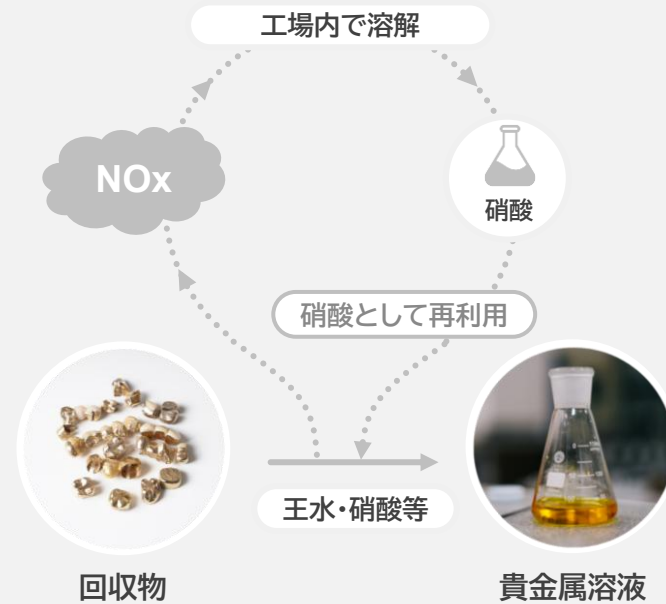 工場内で溶解
NOx
硝酸
硝酸として再利用
王水・硝酸等
回収物
貴金属溶液